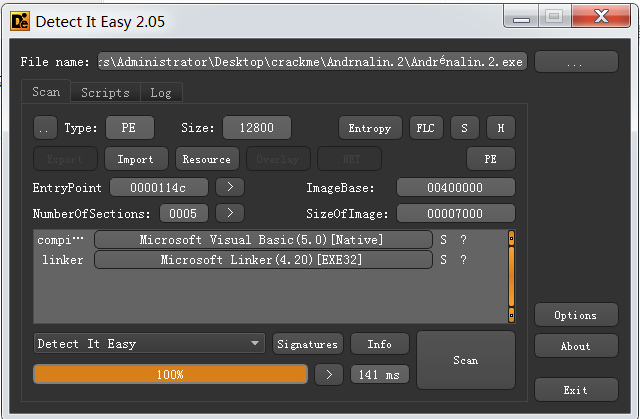 Detect It Easy 2.05
File name: :s\Administrator\Desktop\crackme\Andrnalin.2\Andrénalin.2.exe ...
Scan Scripts Log
.. Type: PE Size: 12800 Entropy FLC S H
Export Import Resource Overlay .NET PE
EntryPoint 0000114c > ImageBase: 00400000
NumberOfSections: 0005 > SizeOfImage: 00007000
compi… Microsoft Visual Basic(5.0)[Native] S ?
linker Microsoft Linker(4.20)[EXE32] S ?
Options
Detect It Easy Signatures Info Scan About
100% > 141 ms
Exit